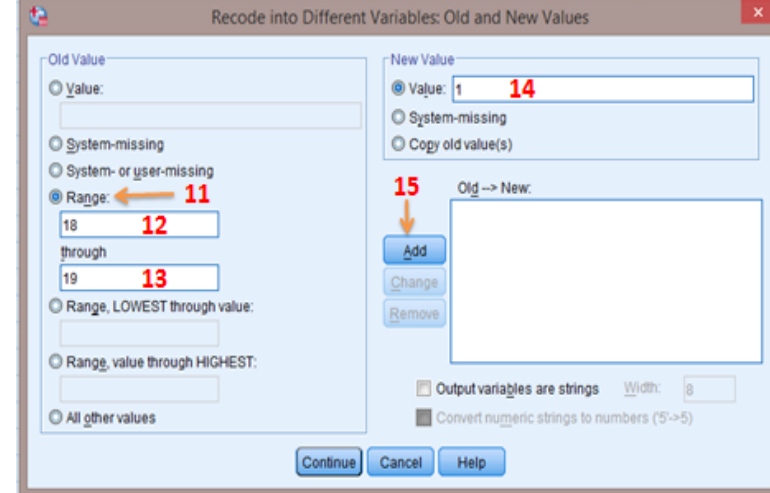 Recode into Different Variables: Old and New Values
x
Old Value
Value:
System-missing
System- or user-missing
Range: 11
18 12
through
19 13
Range, LOWEST through value:
Range, value through HIGHEST:
All other values
New Value
Value: 1 14
System-missing
Copy old value(s)
15 Old --> New:
Add
Change
Remove
Output variables are strings Width: 8
Convert numeric strings to numbers ('5'->5)
Continue Cancel Help